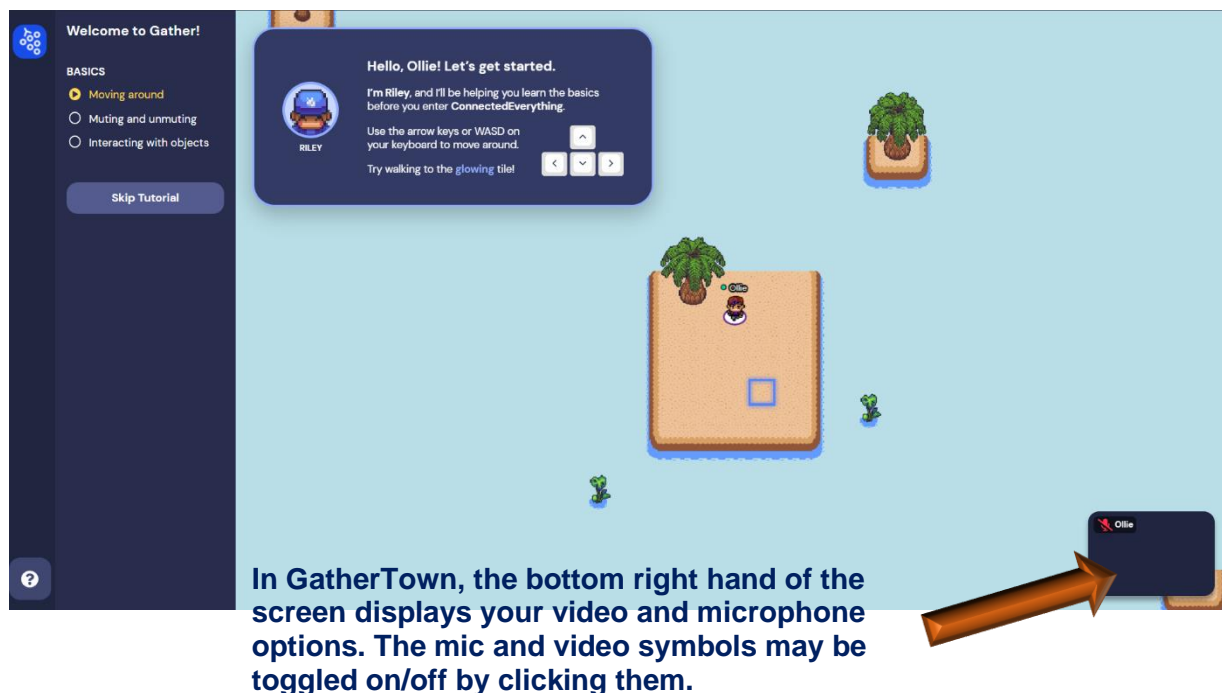 Welcome to Gather!
BASICS
Moving around
Muting and unmuting
Interacting with objects
Skip Tutorial
?
RILEY
Hello, Ollie! Let's get started.
I'm Riley, and I'll be helping you learn the basics
before you enter ConnectedEverything.
Use the arrow keys or WASD on
your keyboard to move around.
Try walking to the glowing tile!
Ollie
Ollie
In GatherTown, the bottom right hand of the
screen displays your video and microphone
options. The mic and video symbols may be
toggled on/off by clicking them.